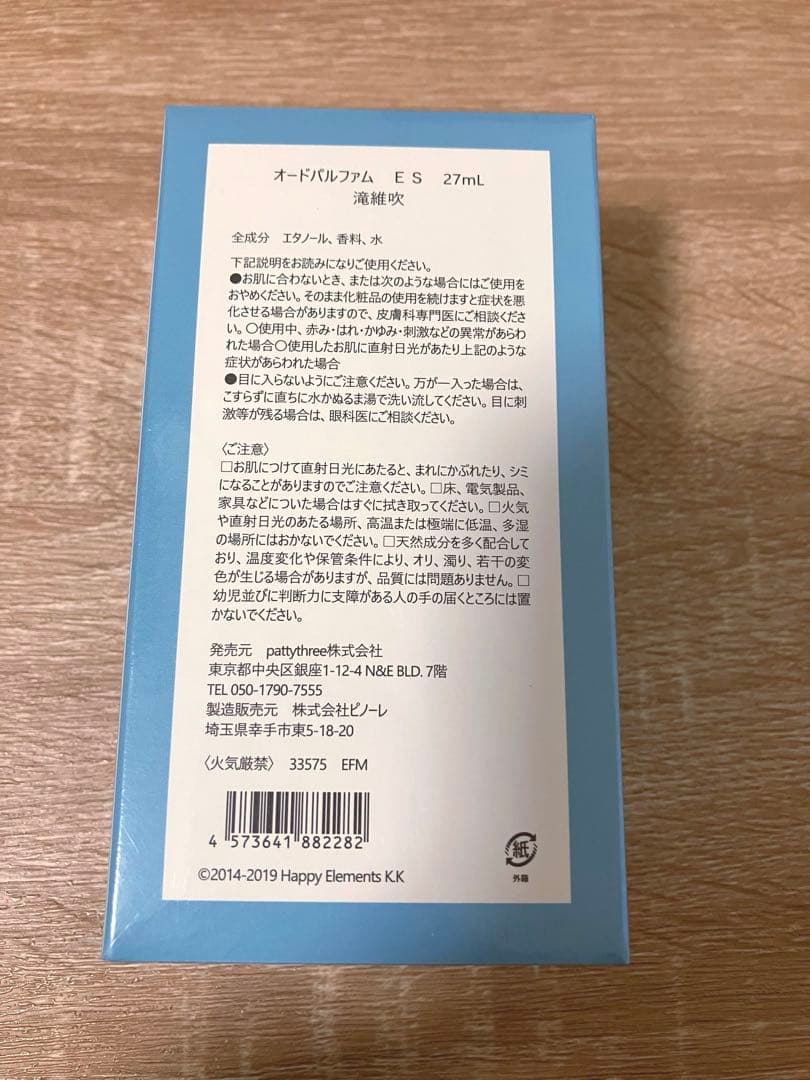 オードパルファム　ＥＳ　27mL
滝維吹
全成分　エタノール、香料、水
下記説明をお読みになりご使用ください。
●お肌に合わないとき、または次のような場合にはご使用を
おやめください。そのまま化粧品の使用を続けますと症状を悪
化させる場合がありますので、皮膚科専門医にご相談くださ
い。〇使用中、赤み・はれ・かゆみ・刺激などの異常があらわ
れた場合〇使用したお肌に直射日光があたり上記のような
症状があらわれた場合
●目に入らないようにご注意ください。万が一入った場合は、
こすらずに直ちに水かぬるま湯で洗い流してください。目に刺
激等が残る場合は、眼科医にご相談ください。
〈ご注意〉
□お肌につけて直射日光にあたると、まれにかぶれたり、シミ
になることがありますのでご注意ください。□床、電気製品、
家具などについた場合はすぐに拭き取ってください。□火気
や直射日光のあたる場所、高温または極端に低温、多湿
の場所にはおかないでください。□天然成分を多く配合して
おり、温度変化や保管条件により、オリ、濁り、若干の変
色が生じる場合がありますが、品質には問題ありません。□
幼児並びに判断力に支障がある人の手の届くところには置
かないでください。
発売元　pattythree株式会社
東京都中央区銀座1-12-4 N&E BLD. 7階
TEL 050-1790-7555
製造販売元　株式会社ピノーレ
埼玉県幸手市東5-18-20
〈火気厳禁〉　33575　EFM
4 573641 882282
紙
外箱
©2014-2019 Happy Elements K.K